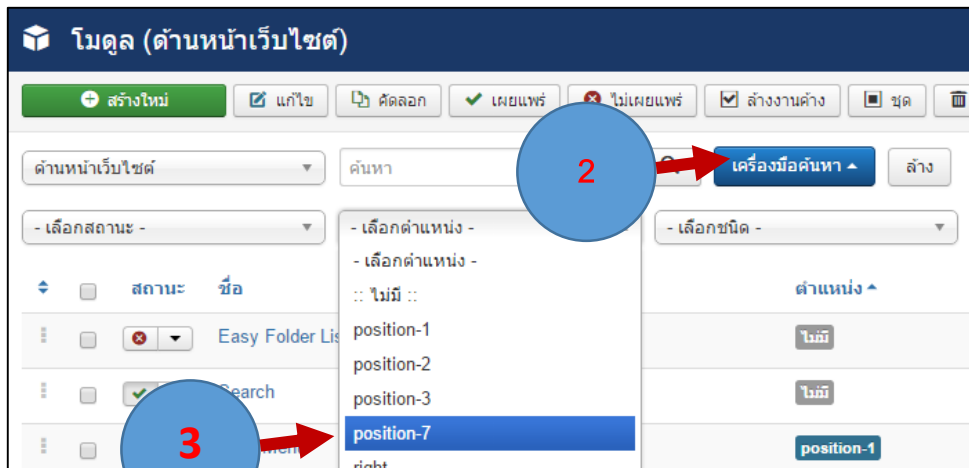 โมดูล (ด้านหน้าเว็บไซต์)
สร้างใหม่ แก้ไข คัดลอก เผยแพร่ ไม่เผยแพร่ ล้างงานค้าง ชุด
ด้านหน้าเว็บไซต์ ค้นหา 2 เครื่องมือค้นหา ล้าง
- เลือกสถานะ - - เลือกตำแหน่ง - - เลือกชนิด -
- เลือกตำแหน่ง -
สถานะ ชื่อ :: ไม่มี :: ตำแหน่ง
Easy Folder Lis position-1 ไม่มี
position-2
Search position-3 ไม่มี
3 position-7 position-1
right